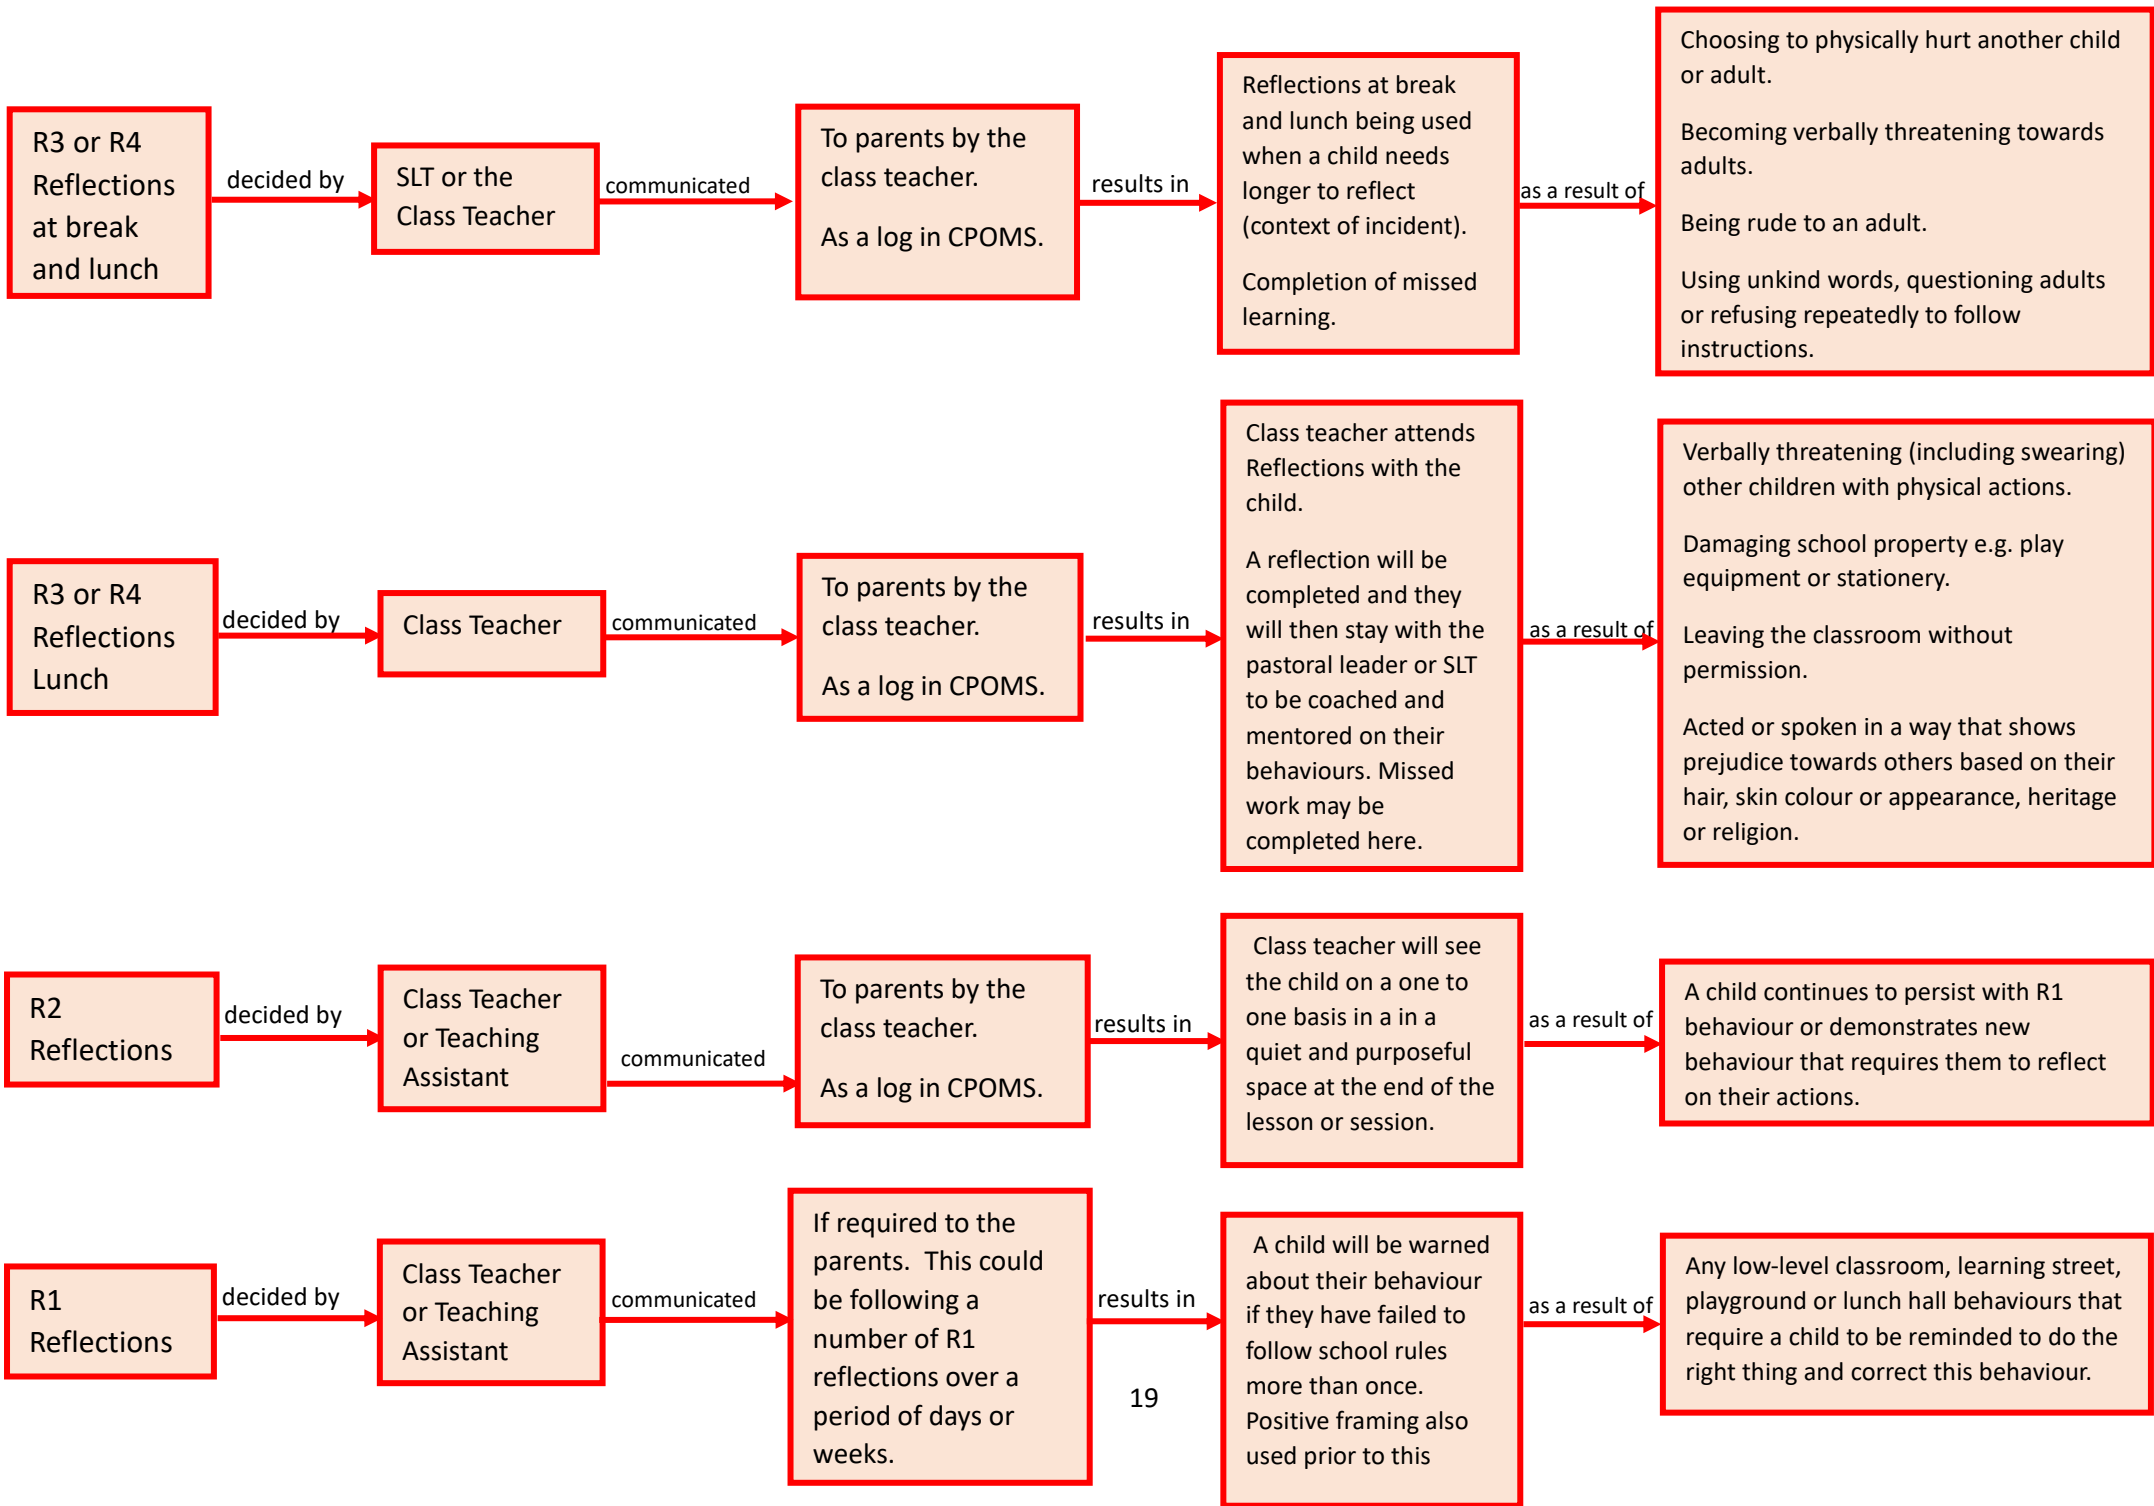 R3 or R4
Reflections
at break
and lunch
decided by
SLT or the
Class Teacher
communicated
To parents by the
class teacher.
As a log in CPOMS.
results in
Reflections at break
and lunch being used
when a child needs
longer to reflect
(context of incident).
Completion of missed
learning.
as a result of
Choosing to physically hurt another child
or adult.
Becoming verbally threatening towards
adults.
Being rude to an adult.
Using unkind words, questioning adults
or refusing repeatedly to follow
instructions.
R3 or R4
Reflections
Lunch
decided by
Class Teacher
communicated
To parents by the
class teacher.
As a log in CPOMS.
results in
Class teacher attends
Reflections with the
child.
A reflection will be
completed and they
will then stay with the
pastoral leader or SLT
to be coached and
mentored on their
behaviours. Missed
work may be
completed here.
as a result of
Verbally threatening (including swearing)
other children with physical actions.
Damaging school property e.g. play
equipment or stationery.
Leaving the classroom without
permission.
Acted or spoken in a way that shows
prejudice towards others based on their
hair, skin colour or appearance, heritage
or religion.
R2
Reflections
decided by
Class Teacher
or Teaching
Assistant
communicated
To parents by the
class teacher.
As a log in CPOMS.
results in
Class teacher will see
the child on a one to
one basis in a in a
quiet and purposeful
space at the end of the
lesson or session.
as a result of
A child continues to persist with R1
behaviour or demonstrates new
behaviour that requires them to reflect
on their actions.
R1
Reflections
decided by
Class Teacher
or Teaching
Assistant
communicated
If required to the
parents.  This could
be following a
number of R1
reflections over a
period of days or
weeks.
results in
A child will be warned
about their behaviour
if they have failed to
follow school rules
more than once.
Positive framing also
used prior to this
as a result of
Any low-level classroom, learning street,
playground or lunch hall behaviours that
require a child to be reminded to do the
right thing and correct this behaviour.
19